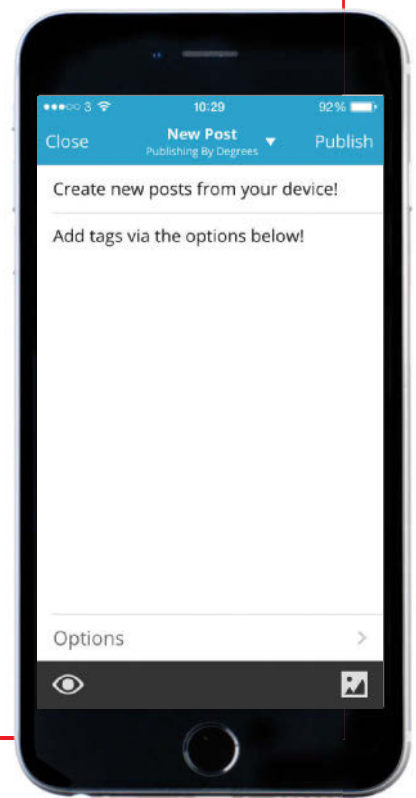 3 10:29 92%
Close New Post Publish
Publishing By Degrees
Create new posts from your device!
Add tags via the options below!
Options